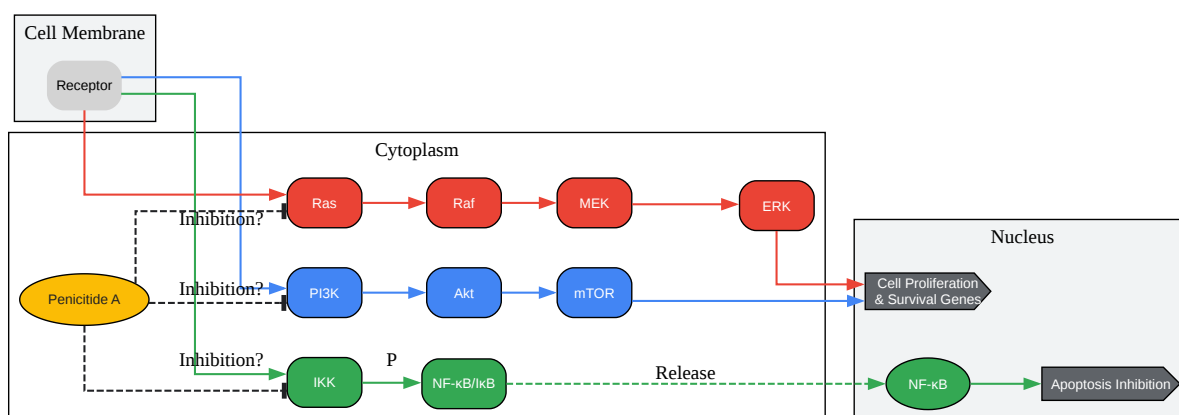 Cell Membrane
Receptor
Cytoplasm
Ras
Raf
MEK
ERK
Inhibition?
Nucleus
Penicitide A
Inhibition?
PI3K
Akt
mTOR
Cell Proliferation
& Survival Genes
Inhibition?
IKK
P
NF-κB/IκB
Release
NF-κB
Apoptosis Inhibition